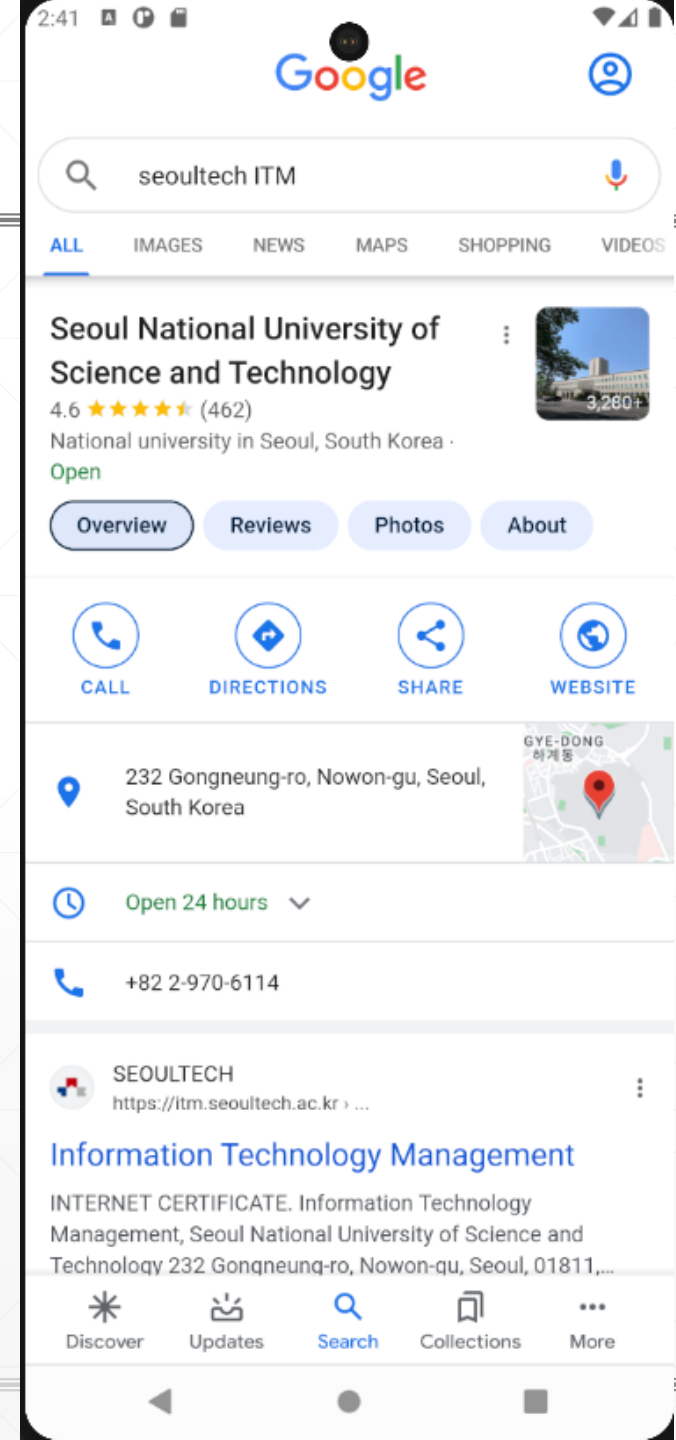 2:41
Google
seoultech ITM
ALL IMAGES NEWS MAPS SHOPPING VIDEOS
Seoul National University of
Science and Technology
3,280+
4.6 (462)
National university in Seoul, South Korea ·
Open
Overview Reviews Photos About
CALL DIRECTIONS SHARE WEBSITE
GYE-DONG
하계동
232 Gongneung-ro, Nowon-gu, Seoul,
South Korea
Open 24 hours
+82 2-970-6114
SEOULTECH
https://itm.seoultech.ac.kr › ...
Information Technology Management
INTERNET CERTIFICATE. Information Technology
Management, Seoul National University of Science and
Technology 232 Gongneung-ro, Nowon-gu, Seoul, 01811,...
Discover Updates Search Collections More